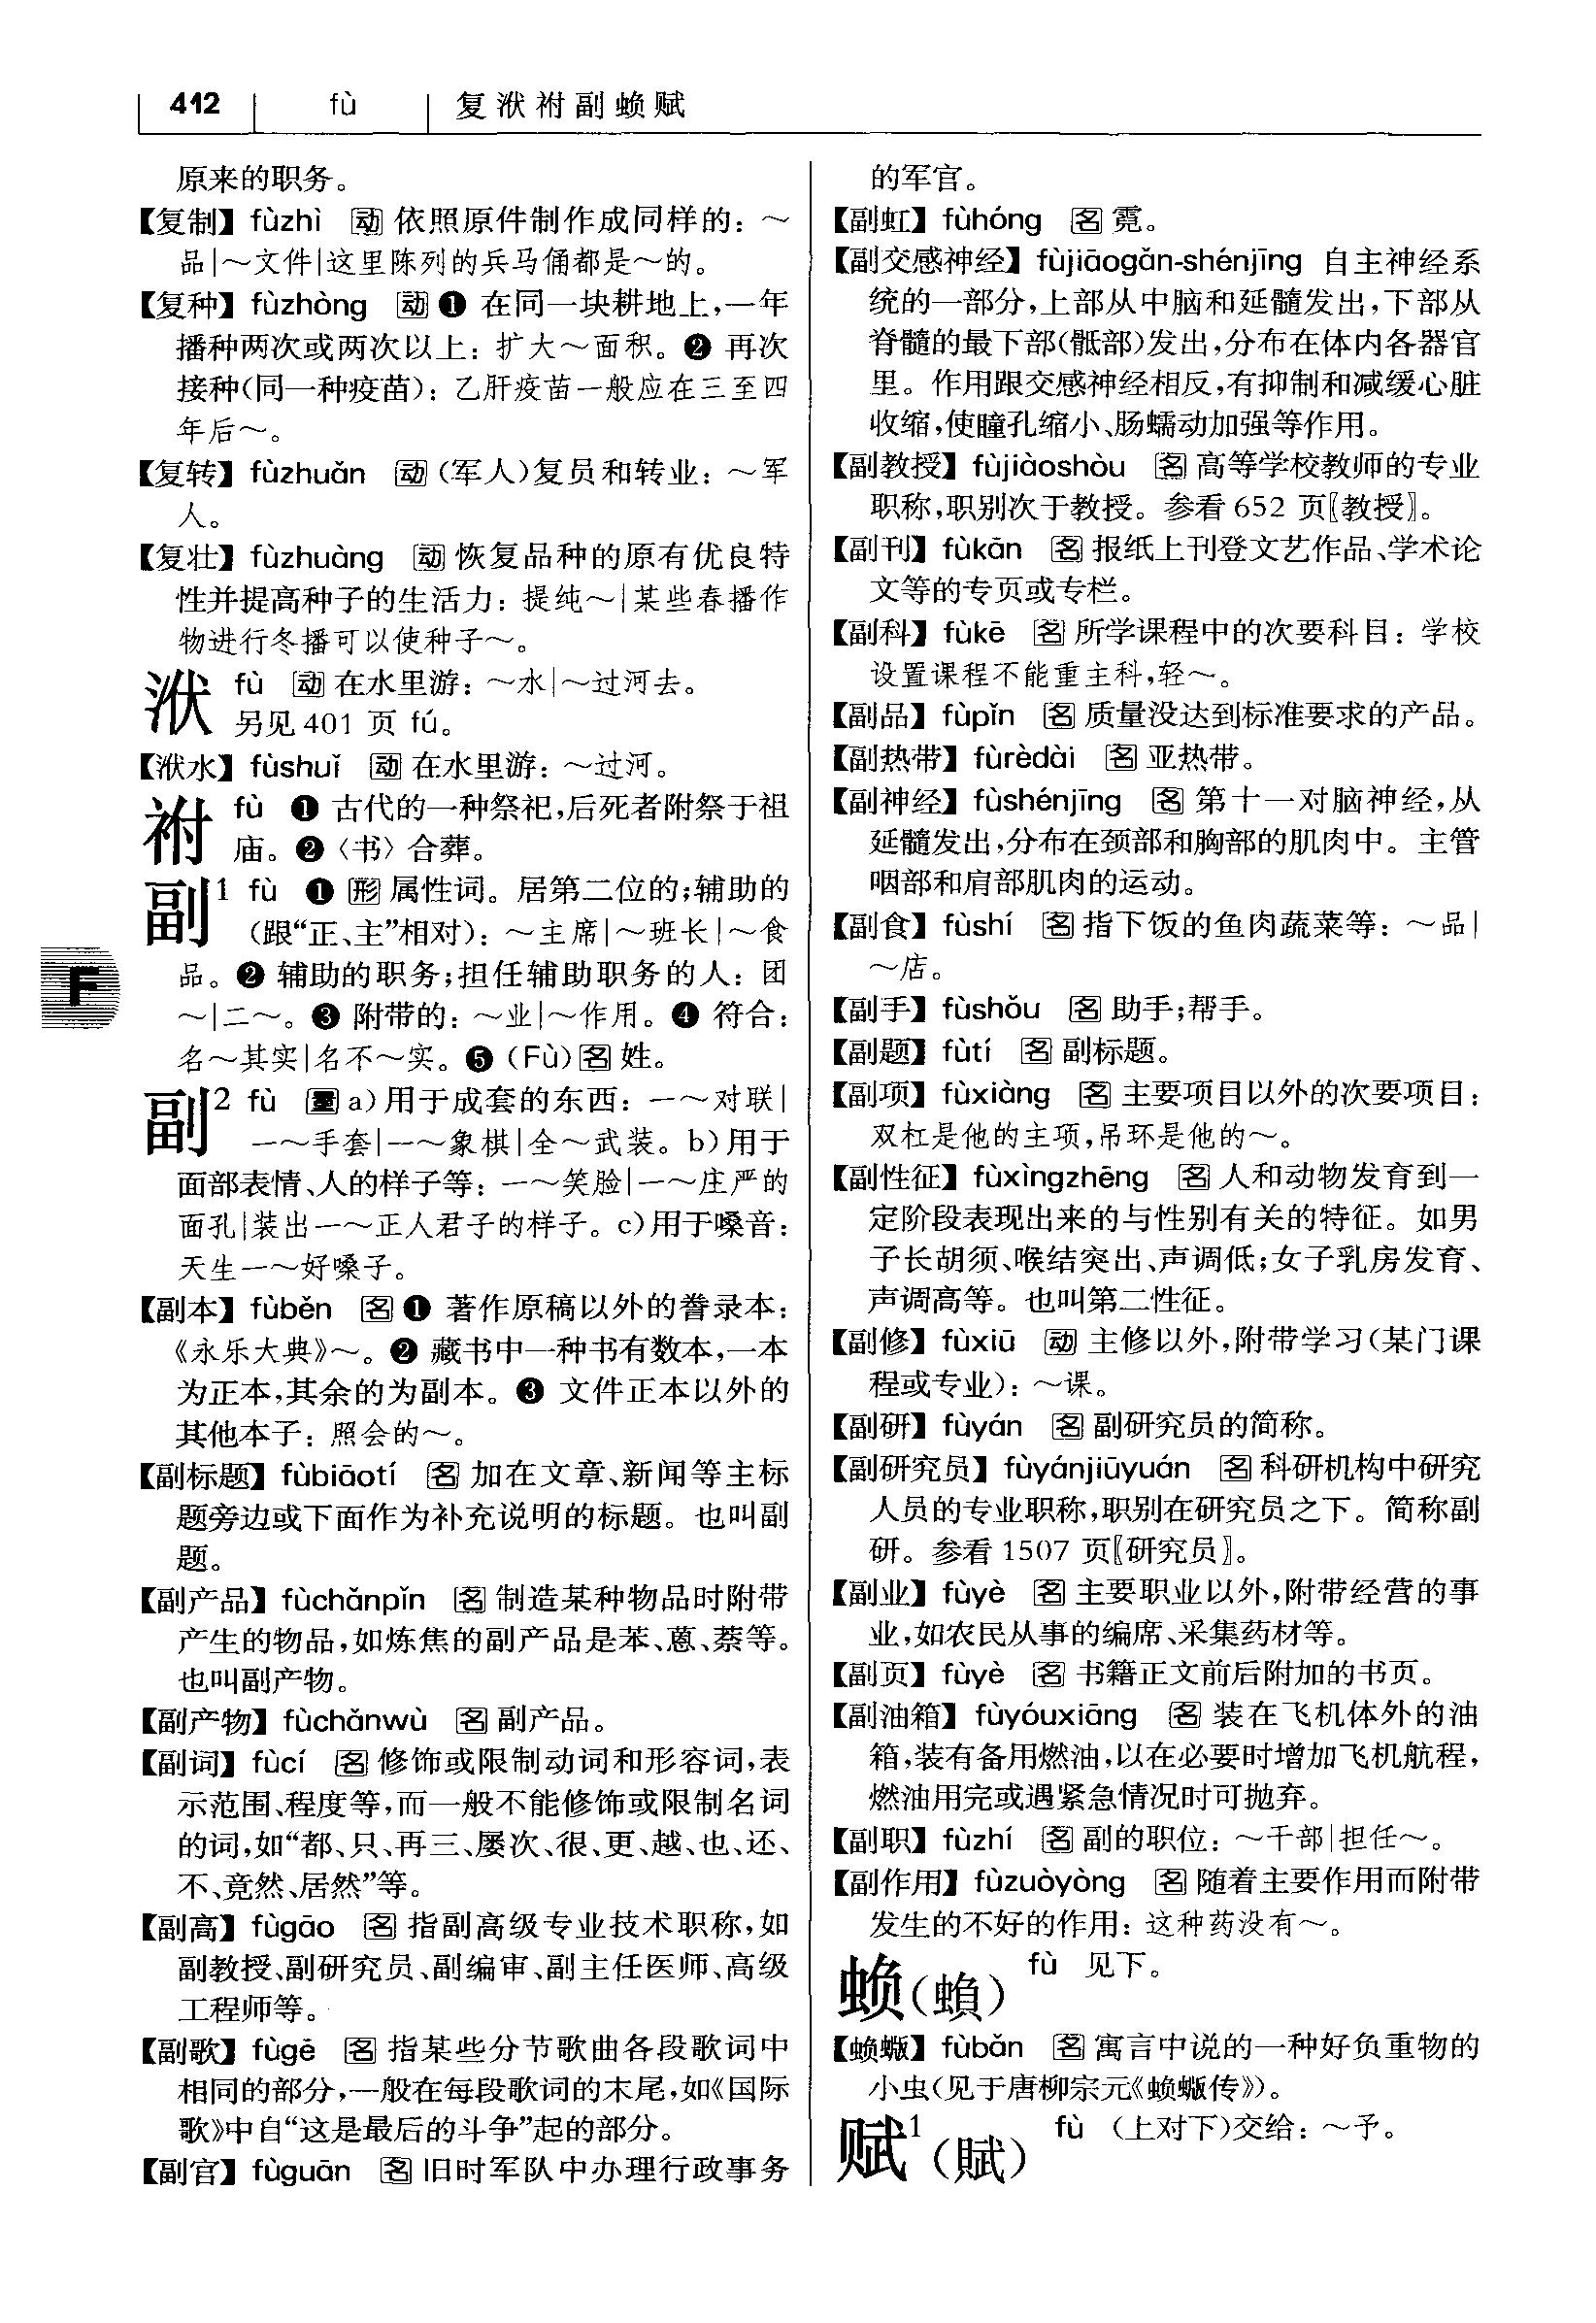 412 fù 复洑祔副蝜赋
原来的职务。
【复制】fùzhì 动 依照原件制作成同样的：～
品|～文件|这里陈列的兵马俑都是～的。
【复种】fùzhòng 动 ❶ 在同一块耕地上，一年
播种两次或两次以上：扩大～面积。❷ 再次
接种(同一种疫苗)：乙肝疫苗一般应在三至四
年后～。
【复转】fùzhuǎn 动 (军人)复员和转业：～军
人。
【复壮】fùzhuàng 动 恢复品种的原有优良特
性并提高种子的生活力：提纯～|某些春播作
物进行冬播可以使种子～。
洑 fù 动 在水里游：～水|～过河去。
另见 401 页 fú。
【洑水】fùshuǐ 动 在水里游：～过河。
祔 fù ❶ 古代的一种祭祀，后死者附祭于祖
庙。❷〈书〉合葬。
副1 fù ❶ 形 属性词。居第二位的；辅助的
(跟“正、主”相对)：～主席|～班长|～食
品。❷ 辅助的职务；担任辅助职务的人：团
～|二～。❸ 附带的：～业|～作用。❹ 符合：
名～其实|名不～实。❺ (Fù) 名 姓。
副2 fù 量 a)用于成套的东西：一～对联|
一～手套|一～象棋|全～武装。b)用于
面部表情、人的样子等：一～笑脸|一～庄严的
面孔|装出一～正人君子的样子。c)用于嗓音：
天生一～好嗓子。
【副本】fùběn 名 ❶ 著作原稿以外的誊录本：
《永乐大典》～。❷ 藏书中一种书有数本，一本
为正本，其余的为副本。❸ 文件正本以外的
其他本子：照会的～。
【副标题】fùbiāotí 名 加在文章、新闻等主标
题旁边或下面作为补充说明的标题。也叫副
题。
【副产品】fùchǎnpǐn 名 制造某种物品时附带
产生的物品，如炼焦的副产品是苯、蒽、萘等。
也叫副产物。
【副产物】fùchǎnwù 名 副产品。
【副词】fùcí 名 修饰或限制动词和形容词，表
示范围、程度等，而一般不能修饰或限制名词
的词，如“都、只、再三、屡次、很、更、越、也、还、
不、竟然、居然”等。
【副高】fùgāo 名 指副高级专业技术职称，如
副教授、副研究员、副编审、副主任医师、高级
工程师等。
【副歌】fùgē 名 指某些分节歌曲各段歌词中
相同的部分，一般在每段歌词的末尾，如《国际
歌》中自“这是最后的斗争”起的部分。
【副官】fùguān 名 旧时军队中办理行政事务
F
的军官。
【副虹】fùhóng 名 霓。
【副交感神经】fùjiāogǎn-shénjīng 自主神经系
统的一部分，上部从中脑和延髓发出，下部从
脊髓的最下部(骶部)发出，分布在体内各器官
里。作用跟交感神经相反，有抑制和减缓心脏
收缩，使瞳孔缩小、肠蠕动加强等作用。
【副教授】fùjiàoshòu 名 高等学校教师的专业
职称，职别次于教授。参看 652 页〖教授〗。
【副刊】fùkān 名 报纸上刊登文艺作品、学术论
文等的专页或专栏。
【副科】fùkē 名 所学课程中的次要科目：学校
设置课程不能重主科，轻～。
【副品】fùpǐn 名 质量没达到标准要求的产品。
【副热带】fùrèdài 名 亚热带。
【副神经】fùshénjīng 名 第十一对脑神经，从
延髓发出，分布在颈部和胸部的肌肉中。主管
咽部和肩部肌肉的运动。
【副食】fùshí 名 指下饭的鱼肉蔬菜等：～品|
～店。
【副手】fùshǒu 名 助手；帮手。
【副题】fùtí 名 副标题。
【副项】fùxiàng 名 主要项目以外的次要项目：
双杠是他的主项，吊环是他的～。
【副性征】fùxìngzhēng 名 人和动物发育到一
定阶段表现出来的与性别有关的特征。如男
子长胡须、喉结突出、声调低；女子乳房发育、
声调高等。也叫第二性征。
【副修】fùxiū 动 主修以外，附带学习(某门课
程或专业)：～课。
【副研】fùyán 名 副研究员的简称。
【副研究员】fùyánjiūyuán 名 科研机构中研究
人员的专业职称，职别在研究员之下。简称副
研。参看 1507 页〖研究员〗。
【副业】fùyè 名 主要职业以外，附带经营的事
业，如农民从事的编席、采集药材等。
【副页】fùyè 名 书籍正文前后附加的书页。
【副油箱】fùyóuxiāng 名 装在飞机体外的油
箱，装有备用燃油，以在必要时增加飞机航程，
燃油用完或遇紧急情况时可抛弃。
【副职】fùzhí 名 副的职位：～干部|担任～。
【副作用】fùzuòyòng 名 随着主要作用而附带
发生的不好的作用：这种药没有～。
蝜(蝜) fù 见下。
【蝜蝂】fùbǎn 名 寓言中说的一种好负重物的
小虫(见于唐柳宗元《蝜蝂传》)。
赋1(賦) fù (上对下)交给：～予。